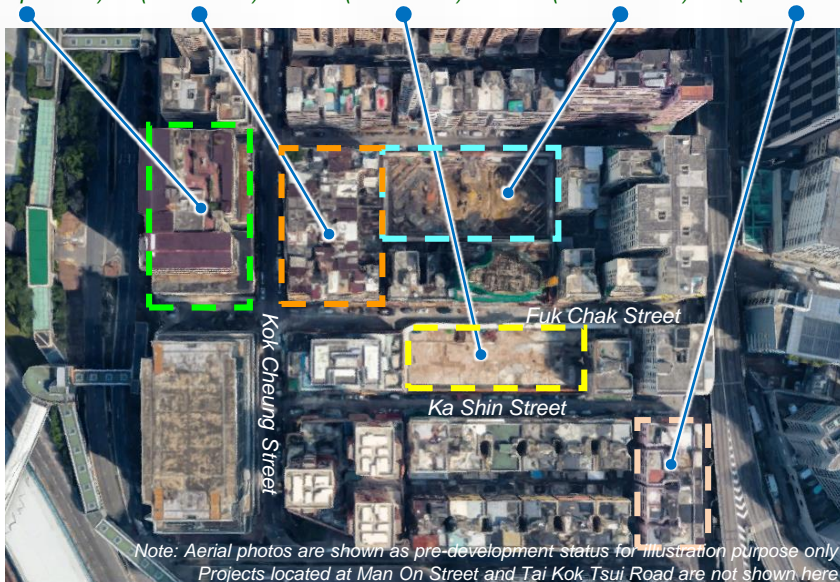 Fuk Chak Street
Kok Cheung Street
Ka Shin Street
Note: Aerial photos are shown as pre-development status for illustration purpose only
Projects located at Man On Street and Tai Kok Tsui Road are not shown here